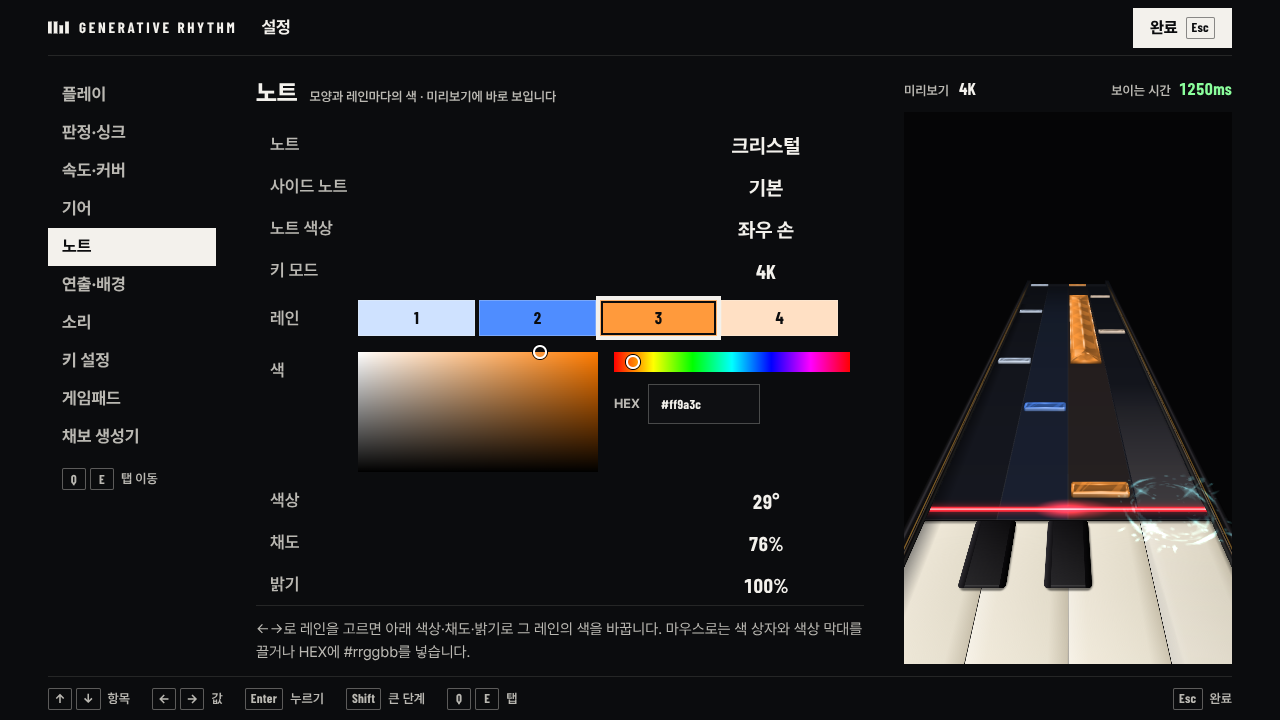 GENERATIVE RHYTHM 설정
완료 Esc
플레이
판정·싱크
속도·커버
기어
노트
연출·배경
소리
키 설정
게임패드
채보 생성기
Q E 탭 이동
노트 모양과 레인마다의 색 · 미리보기에 바로 보입니다
노트 크리스털
사이드 노트 기본
노트 색상 좌우 손
키 모드 4K
레인 1 2 3 4
색
HEX #ff9a3c
색상 29°
채도 76%
밝기 100%
←→로 레인을 고르면 아래 색상·채도·밝기로 그 레인의 색을 바꿉니다. 마우스로는 색 상자와 색상 막대를
끌거나 HEX에 #rrggbb를 넣습니다.
미리보기 4K 보이는 시간 1250ms
↑ ↓ 항목 ← → 값 Enter 누르기 Shift 큰 단계 Q E 탭 Esc 완료